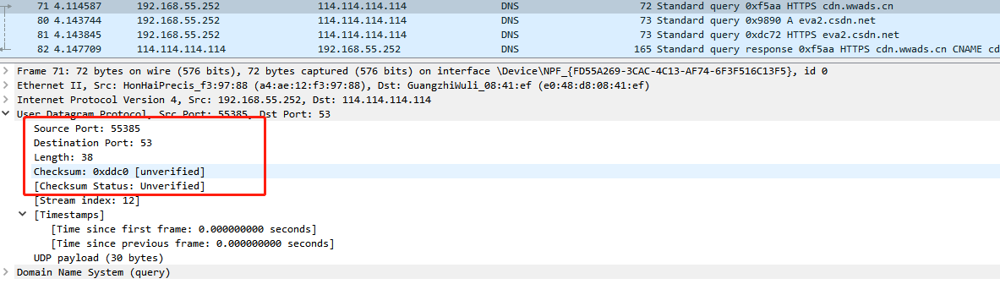 71 4.114587 192.168.55.252 114.114.114.114 DNS 72 Standard query 0xf5aa HTTPS cdn.wwads.cn
80 4.143744 192.168.55.252 114.114.114.114 DNS 73 Standard query 0x9890 A eva2.csdn.net
81 4.143845 192.168.55.252 114.114.114.114 DNS 73 Standard query 0xdc72 HTTPS eva2.csdn.net
82 4.147709 114.114.114.114 192.168.55.252 DNS 165 Standard query response 0xf5aa HTTPS cdn.wwads.cn CNAME cd
Frame 71: 72 bytes on wire (576 bits), 72 bytes captured (576 bits) on interface \Device\NPF_{FD55A269-3CAC-4C13-AF74-6F3F516C13F5}, id 0
Ethernet II, Src: HonHaiPrecis_f3:97:88 (a4:ae:12:f3:97:88), Dst: GuangzhiWuli_08:41:ef (e0:48:d8:08:41:ef)
Internet Protocol Version 4, Src: 192.168.55.252, Dst: 114.114.114.114
User Datagram Protocol, Src Port: 55385, Dst Port: 53
Source Port: 55385
Destination Port: 53
Length: 38
Checksum: 0xddc0 [unverified]
[Checksum Status: Unverified]
[Stream index: 12]
[Timestamps]
[Time since first frame: 0.000000000 seconds]
[Time since previous frame: 0.000000000 seconds]
UDP payload (30 bytes)
Domain Name System (query)